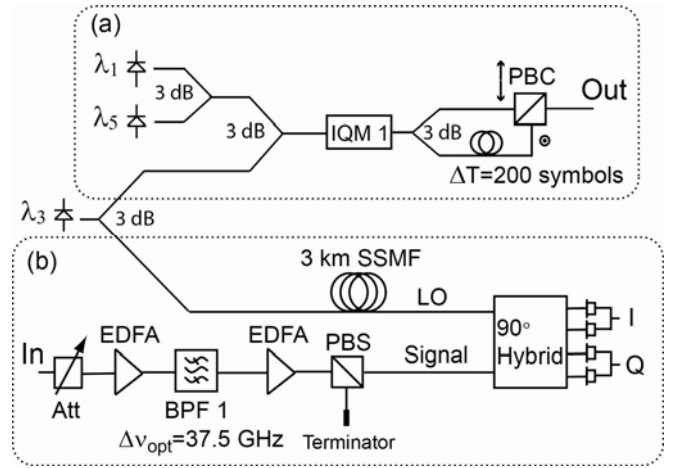 (a)
λ1
3 dB
λ5
3 dB
IQM 1
3 dB
PBC
Out
ΔT=200 symbols
λ3
3 dB
(b)
3 km SSMF
LO
In
Att
EDFA
BPF 1
Δνopt=37.5 GHz
EDFA
PBS
Terminator
Signal
90°
Hybrid
I
Q